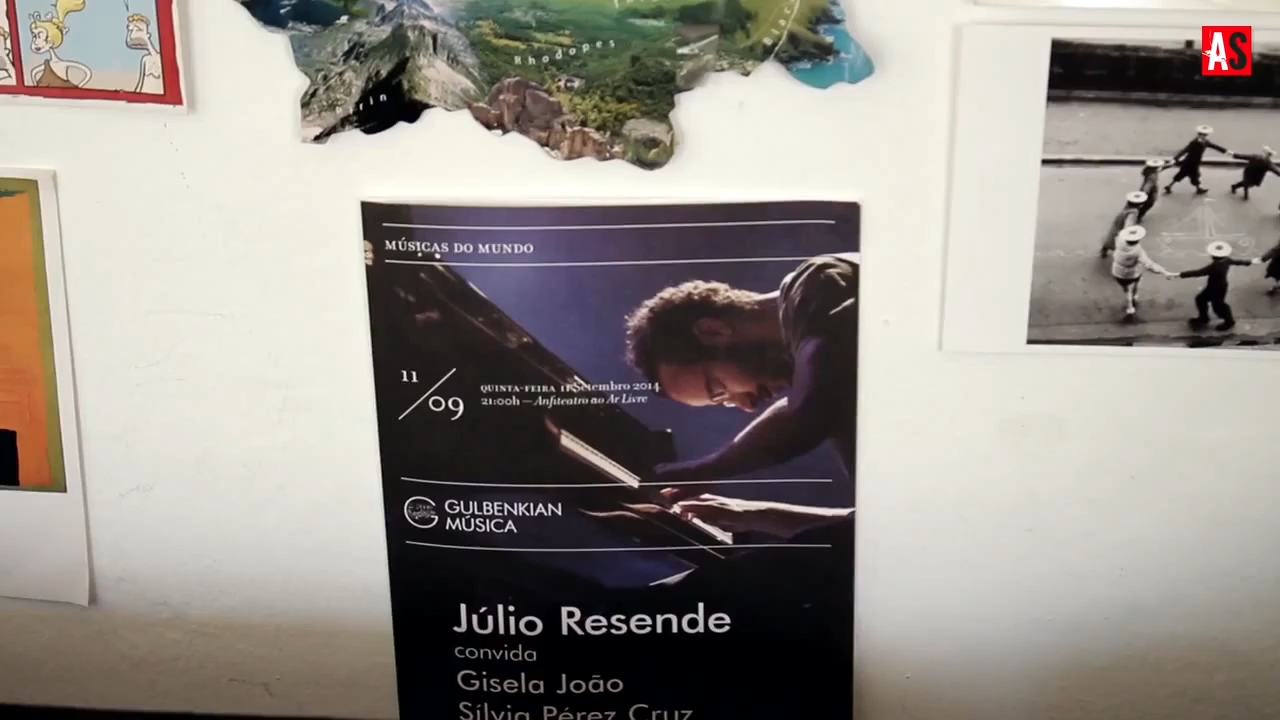 Rhodopes
Black
AS
MÚSICAS DO MUNDO
11
09
QUINTA-FEIRA 11 Setembro 2014
21:00h — Anfiteatro ao Ar Livre
GULBENKIAN
MÚSICA
Júlio Resende
convida
Gisela João
Sílvia Pérez Cruz